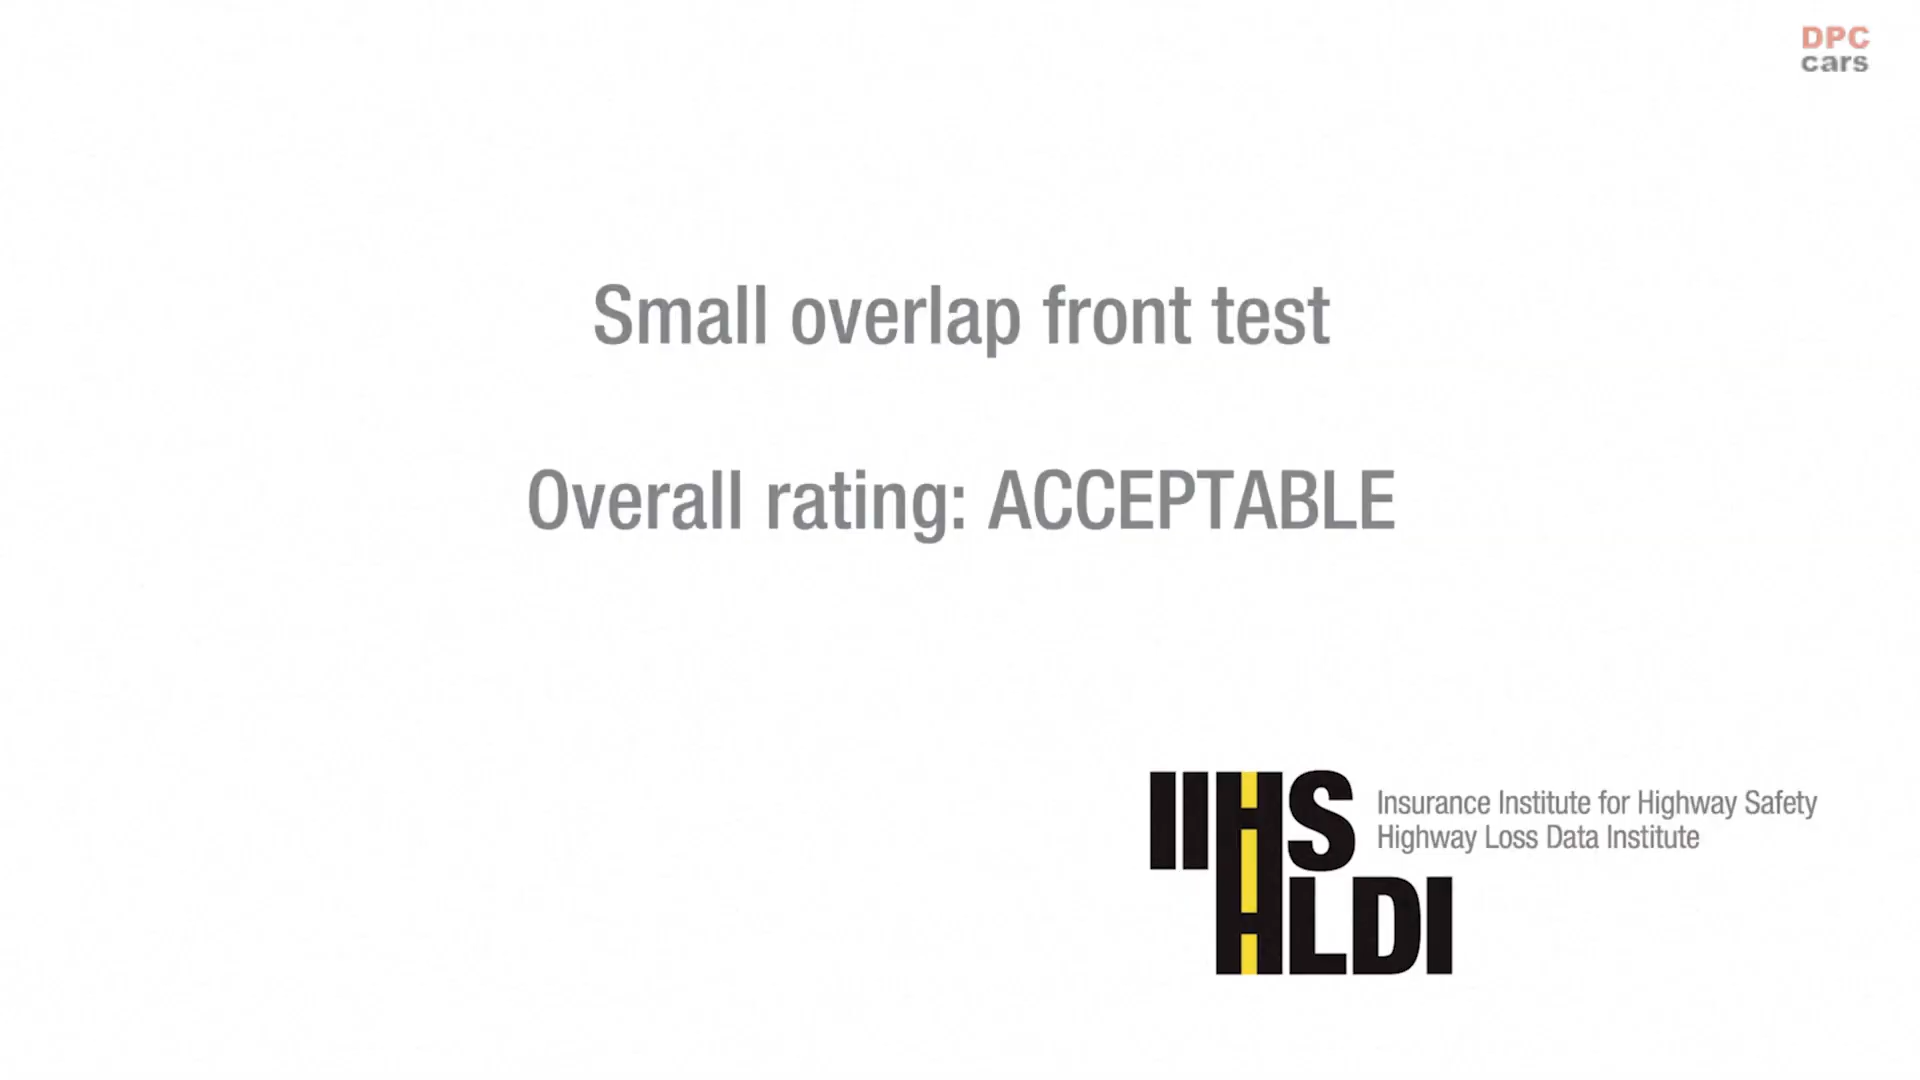 DPC
cars
Small overlap front test
Overall rating: ACCEPTABLE
IIHS
HLDI
Insurance Institute for Highway Safety
Highway Loss Data Institute